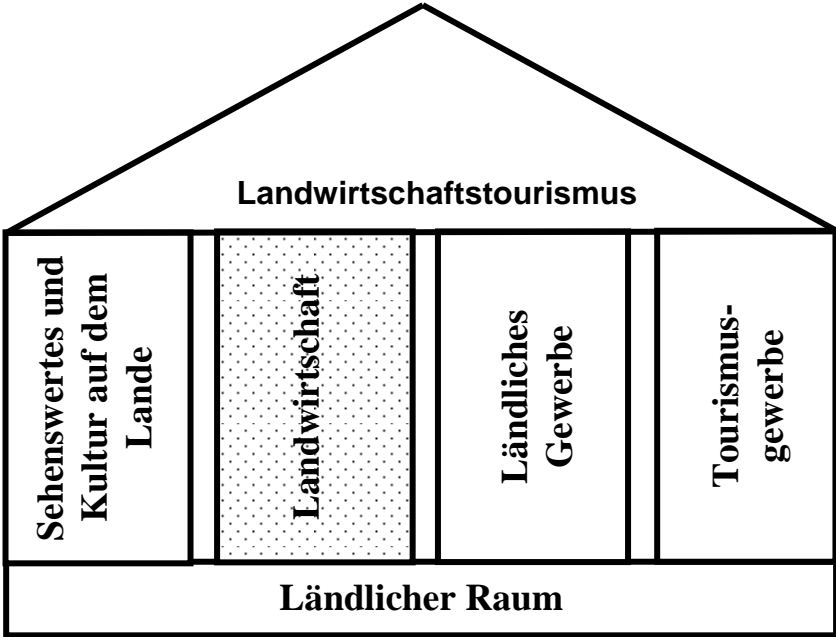 Landwirtschaftstourismus
Sehenswertes und
Kultur auf dem
Lande
Landwirtschaft
Ländliches
Gewerbe
Tourismus-
gewerbe
Ländlicher Raum